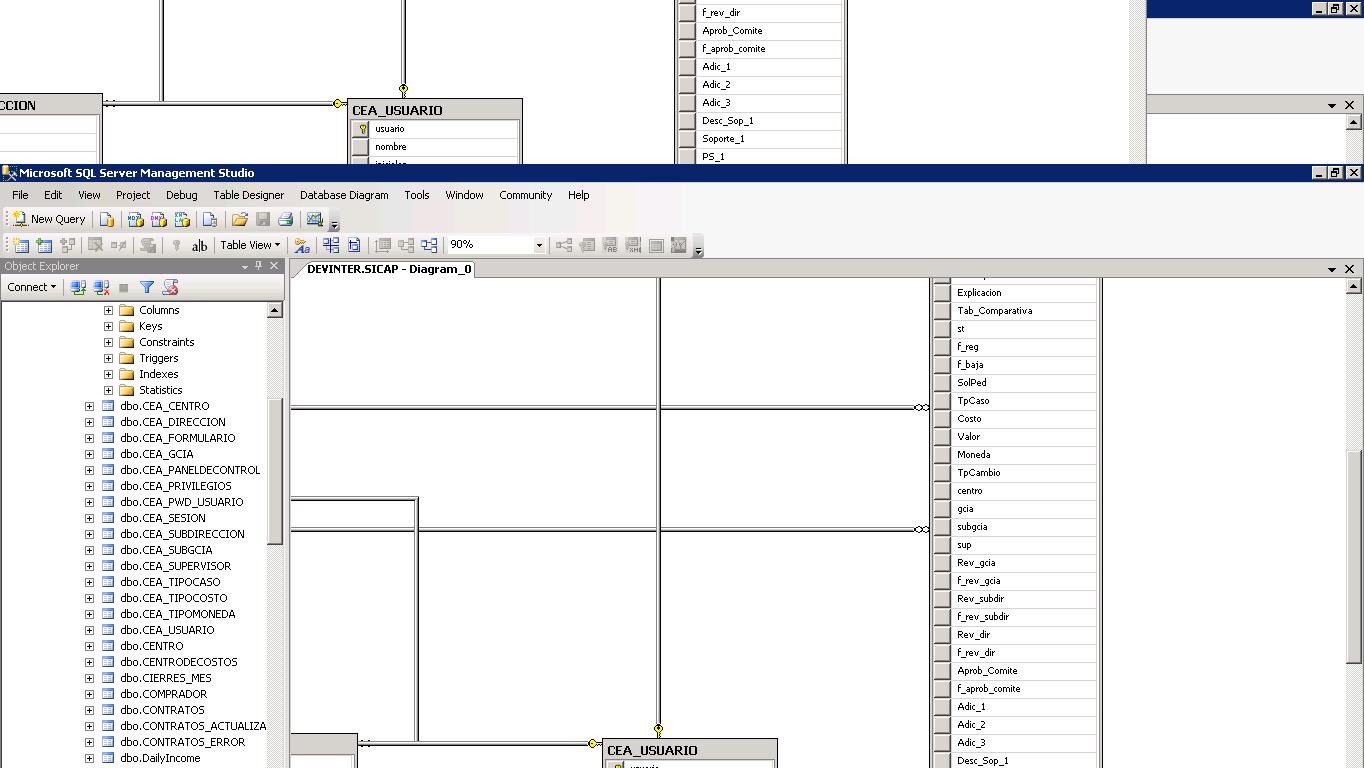 f_rev_dir
Aprob_Comite
f_aprob_comite
Adic_1
Adic_2
Adic_3
Desc_Sop_1
Soporte_1
PS_1
CCION
CEA_USUARIO
usuario
nombre
Microsoft SQL Server Management Studio
File Edit View Project Debug Table Designer Database Diagram Tools Window Community Help
New Query
alb Table View 90%
Object Explorer
Connect
Columns
Keys
Constraints
Triggers
Indexes
Statistics
dbo.CEA_CENTRO
dbo.CEA_DIRECCION
dbo.CEA_FORMULARIO
dbo.CEA_GCIA
dbo.CEA_PANELDECONTROL
dbo.CEA_PRIVILEGIOS
dbo.CEA_PWD_USUARIO
dbo.CEA_SESION
dbo.CEA_SUBDIRECCION
dbo.CEA_SUBGCIA
dbo.CEA_SUPERVISOR
dbo.CEA_TIPOCASO
dbo.CEA_TIPOCOSTO
dbo.CEA_TIPOMONEDA
dbo.CEA_USUARIO
dbo.CENTRO
dbo.CENTRODECOSTOS
dbo.CIERRES_MES
dbo.COMPRADOR
dbo.CONTRATOS
dbo.CONTRATOS_ACTUALIZA
dbo.CONTRATOS_ERROR
dbo.DailyIncome
DEVINTER.SICAP - Diagram_0
Explicacion
Tab_Comparativa
st
f_reg
f_baja
SolPed
TpCaso
Costo
Valor
Moneda
TpCambio
centro
gcia
subgcia
sup
Rev_gcia
f_rev_gcia
Rev_subdir
f_rev_subdir
Rev_dir
f_rev_dir
Aprob_Comite
f_aprob_comite
Adic_1
Adic_2
Adic_3
Desc_Sop_1
CEA_USUARIO